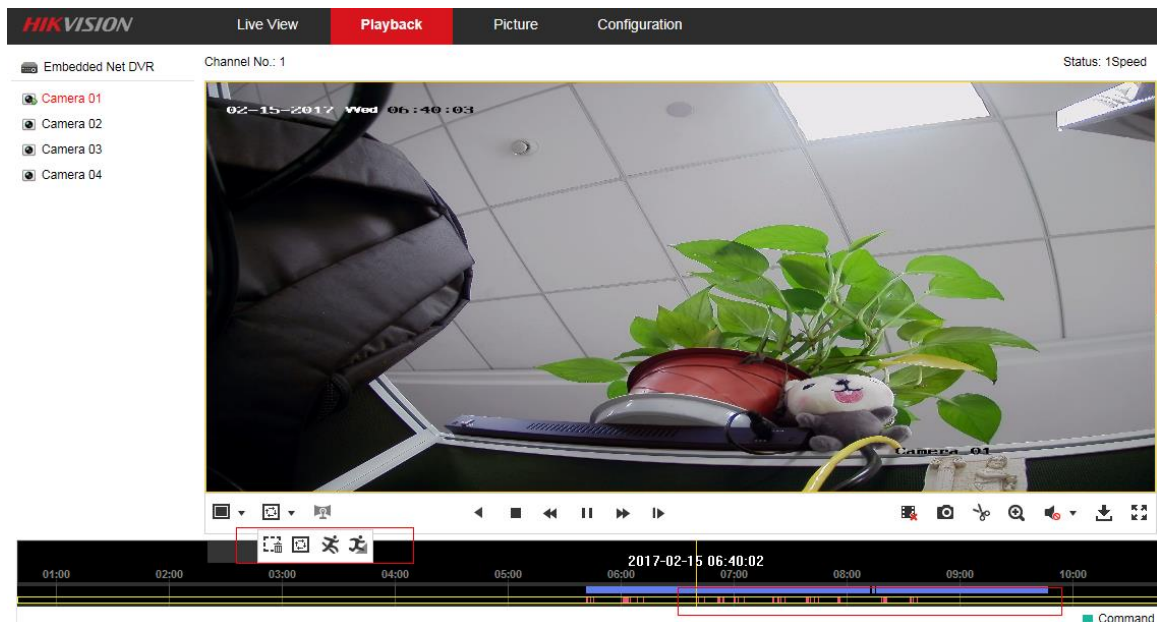 HIKVISION Live View Playback Picture Configuration
Embedded Net DVR
Channel No.: 1 Status: 1Speed
Camera 01
Camera 02
Camera 03
Camera 04
02-15-2017 Wed 06:40:03
Camera 01
2017-02-15 06:40:02
01:00 02:00 03:00 04:00 05:00 06:00 07:00 08:00 09:00 10:00
Command